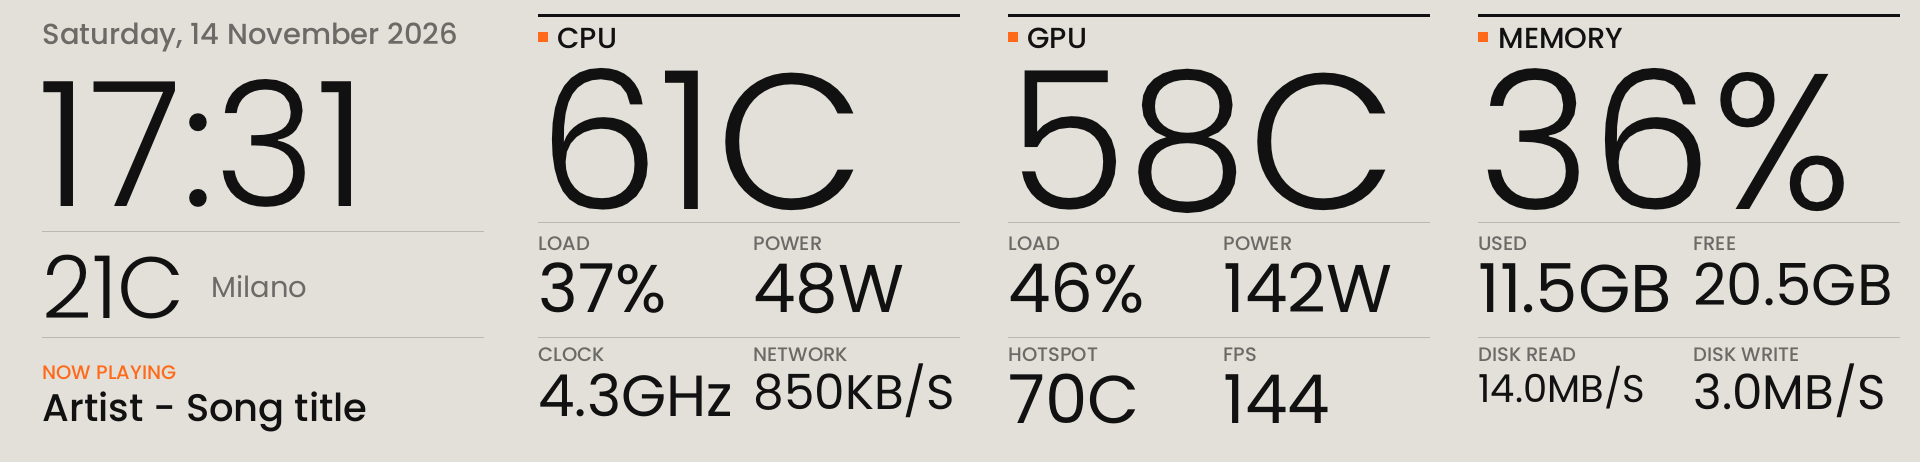 Saturday, 14 November 2026
17:31
21C Milano
NOW PLAYING
Artist - Song title
CPU
61C
LOAD POWER
37% 48W
CLOCK NETWORK
4.3GHz 850KB/S
GPU
58C
LOAD POWER
46% 142W
HOTSPOT FPS
70C 144
MEMORY
36%
USED FREE
11.5GB 20.5GB
DISK READ DISK WRITE
14.0MB/S 3.0MB/S